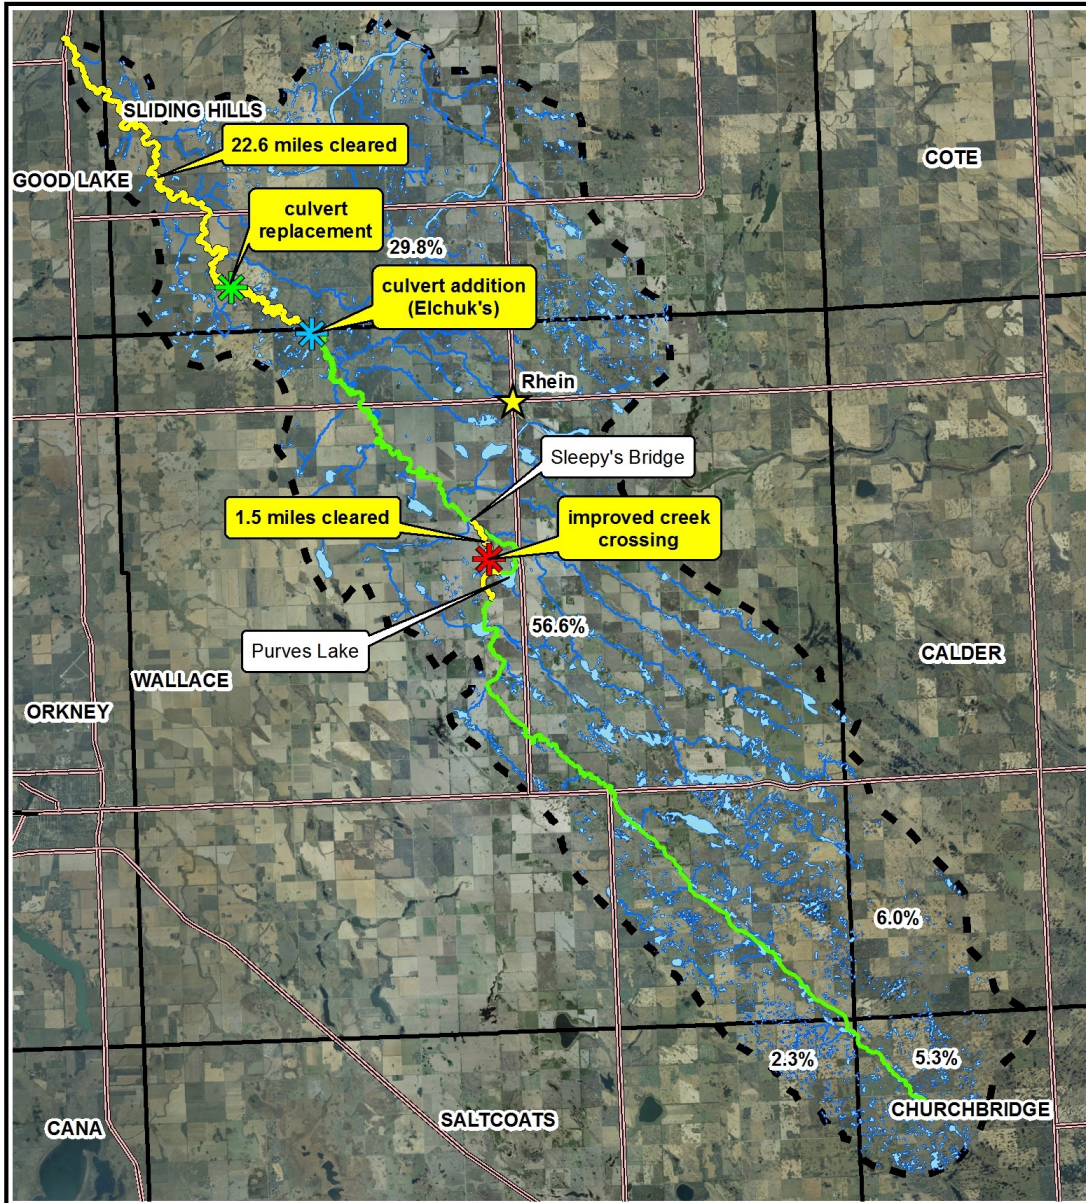 SLIDING HILLS
22.6 miles cleared
COTE
GOOD LAKE
culvert
replacement
29.8%
culvert addition
(Elchuk's)
Rhein
Sleepy's Bridge
1.5 miles cleared
improved creek
crossing
56.6%
Purves Lake
CALDER
WALLACE
ORKNEY
6.0%
2.3%
5.3%
CHURCHBRIDGE
SALTCOATS
CANA